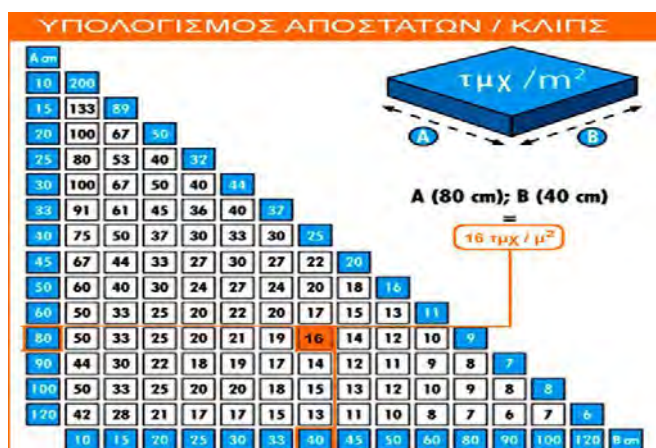 ΥΠΟΛΟΓΙΣΜΟΣ ΑΠΟΣΤΑΤΩΝ / ΚΛΙΠΣ
A cm
10 200
15 133 89
20 100 67 50
25 80 53 40 32
30 100 67 50 40 44
33 91 61 45 36 40 37
40 75 50 37 30 33 30 25
45 67 44 33 27 30 27 22 20
50 60 40 30 24 27 24 20 18 16
60 50 33 25 20 22 20 17 15 13 11
80 50 33 25 20 21 19 16 14 12 10 9
90 44 30 22 18 19 17 14 12 11 9 8 7
100 50 33 25 20 20 18 15 13 12 10 9 8 8
120 42 28 21 17 17 15 13 11 10 8 7 6 7 6
10 15 20 25 30 33 40 45 50 60 80 90 100 120 B cm
τμχ /m²
A
B
A (80 cm); B (40 cm)
=
16 τμχ / μ²